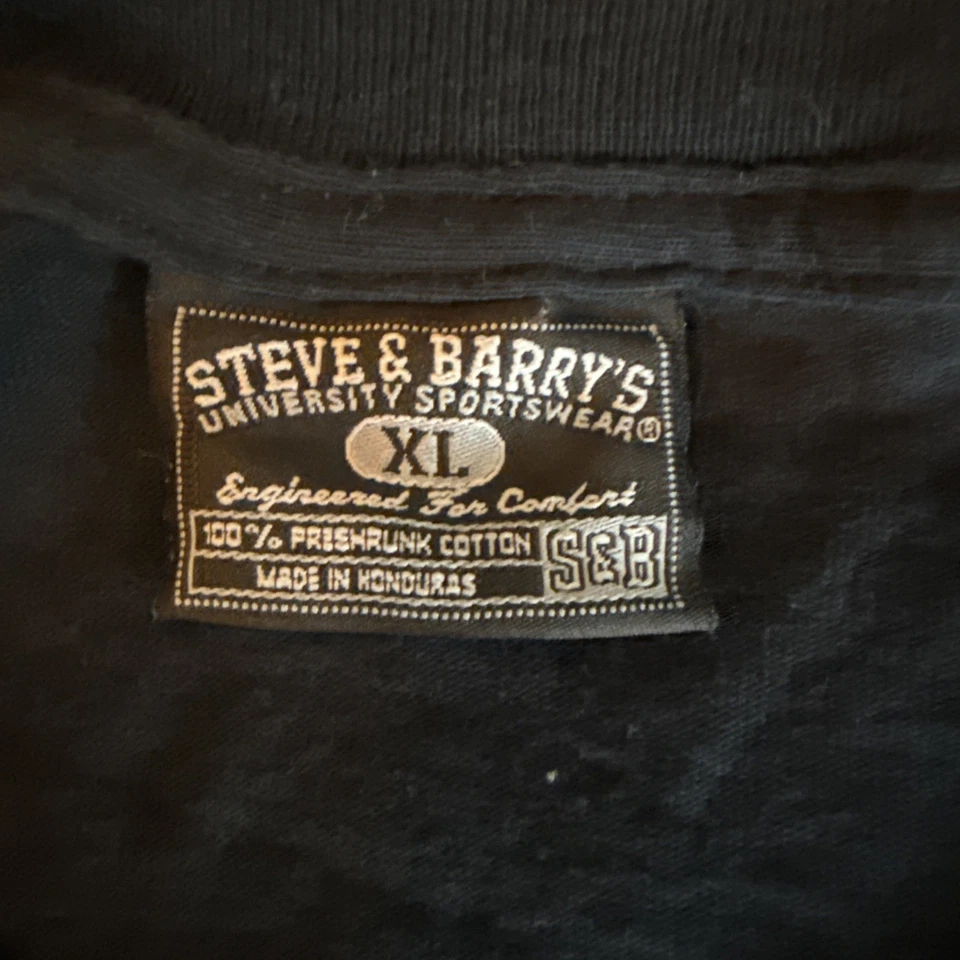 STEVE & BARRY'S
UNIVERSITY SPORTSWEAR®
XL
Engineered For Comfort
100% PRESHRUNK COTTON
MADE IN HONDURAS
S&B